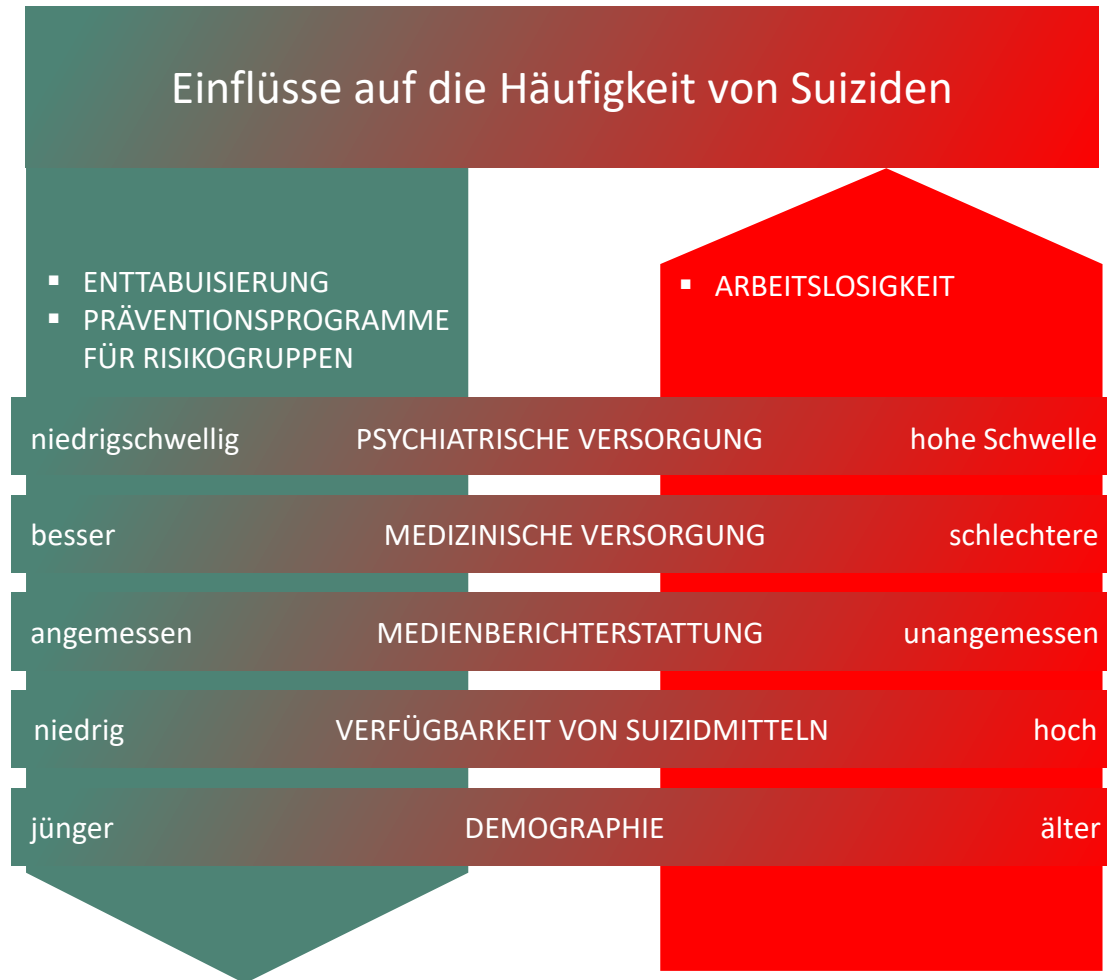 Einflüsse auf die Häufigkeit von Suiziden
▪ ENTTABUISIERUNG
▪ PRÄVENTIONSPROGRAMME
FÜR RISIKOGRUPPEN
▪ ARBEITSLOSIGKEIT
niedrigschwellig PSYCHIATRISCHE VERSORGUNG hohe Schwelle
besser MEDIZINISCHE VERSORGUNG schlechtere
angemessen MEDIENBERICHTERSTATTUNG unangemessen
niedrig VERFÜGBARKEIT VON SUIZIDMITTELN hoch
jünger DEMOGRAPHIE älter